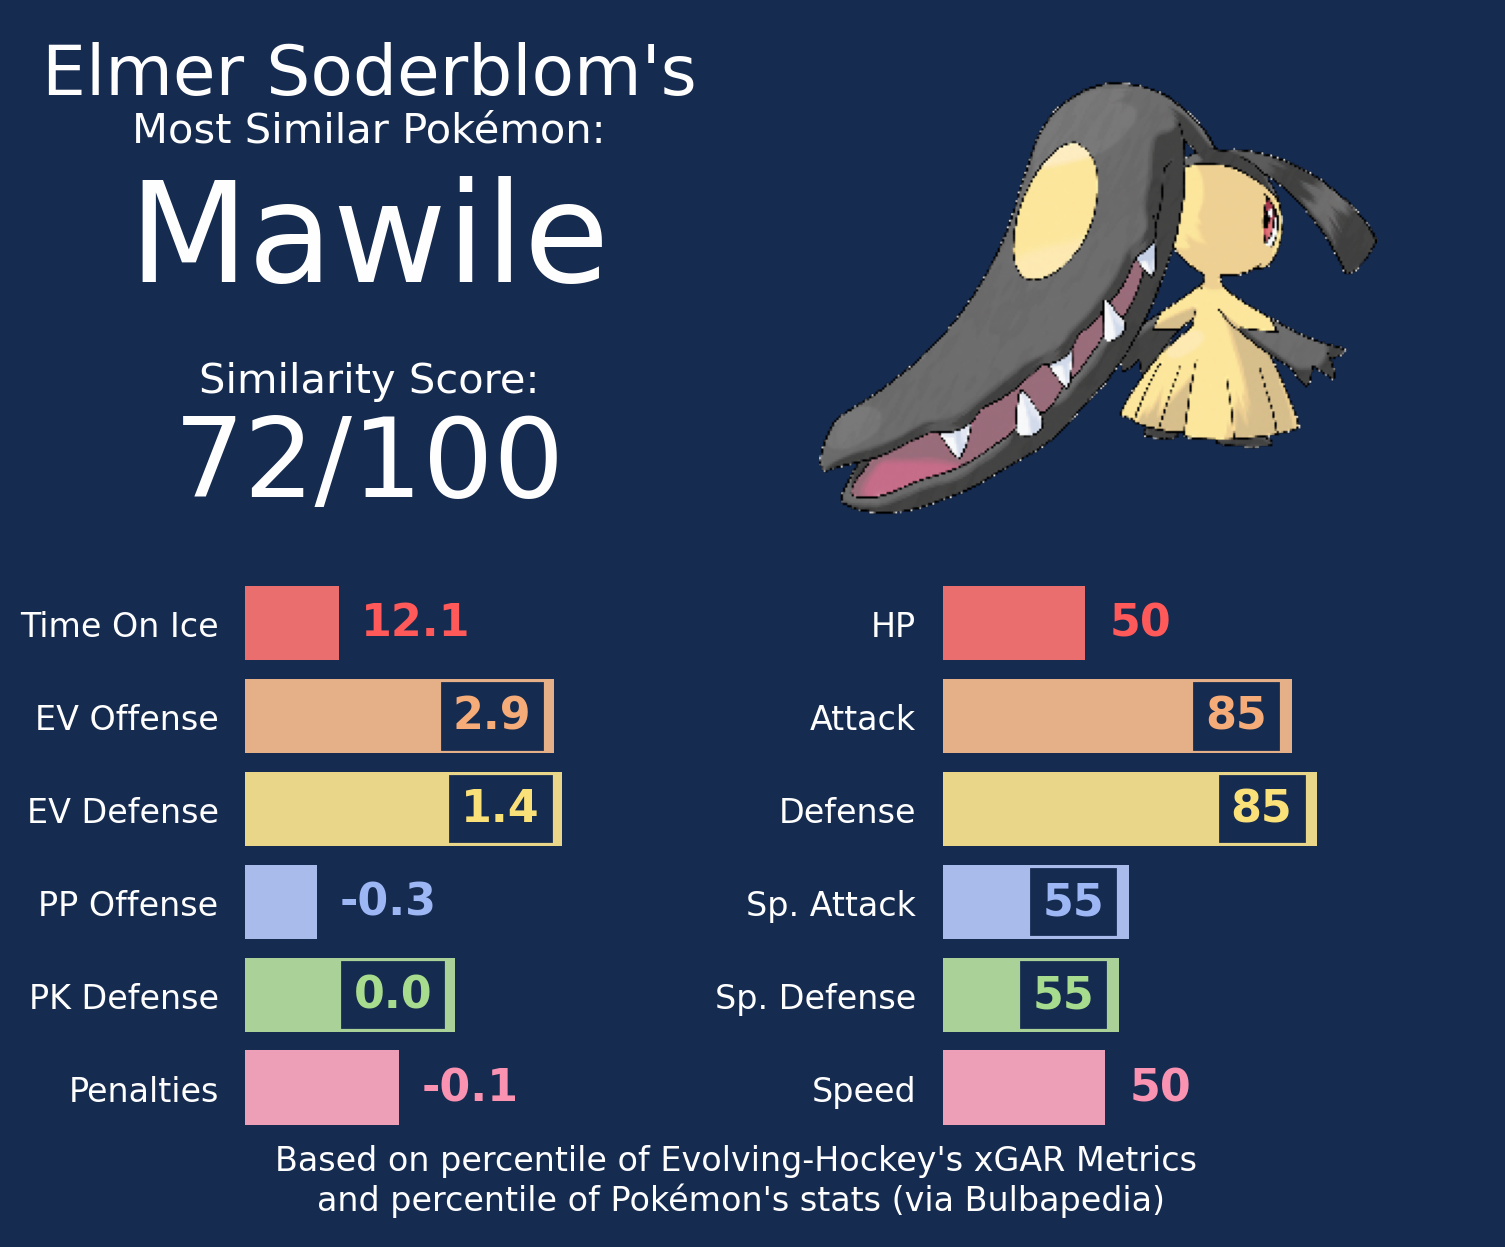 Elmer Soderblom's
Most Similar Pokémon:
Mawile
Similarity Score:
72/100
Time On Ice 12.1
EV Offense 2.9
EV Defense 1.4
PP Offense -0.3
PK Defense 0.0
Penalties -0.1
HP 50
Attack 85
Defense 85
Sp. Attack 55
Sp. Defense 55
Speed 50
Based on percentile of Evolving-Hockey's xGAR Metrics
and percentile of Pokémon's stats (via Bulbapedia)